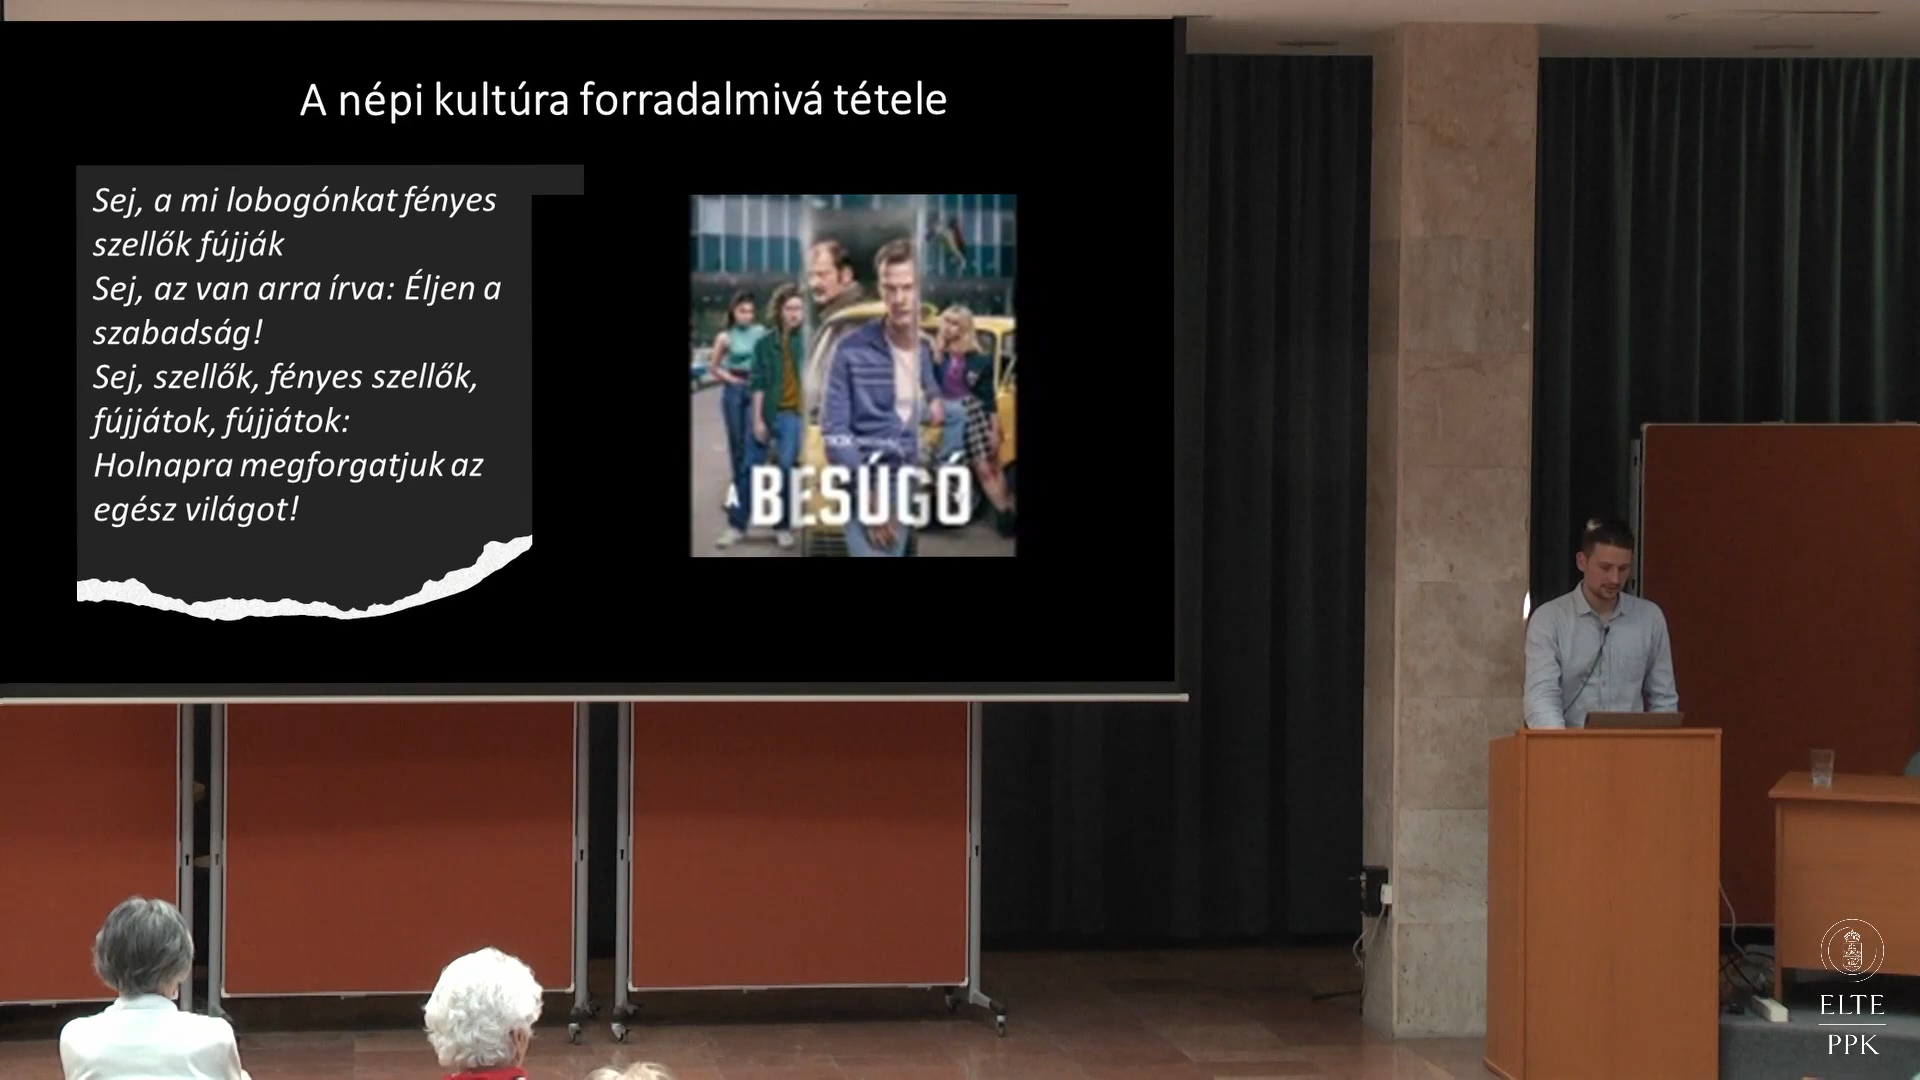 A népi kultúra forradalmivá tétele
Sej, a mi lobogónkat fényes
szellők fújják
Sej, az van arra írva: Éljen a
szabadság!
Sej, szellők, fényes szellők,
fújjátok, fújjátok:
Holnapra megforgatjuk az
egész világot!
A BESÚGÓ
ELTE
PPK